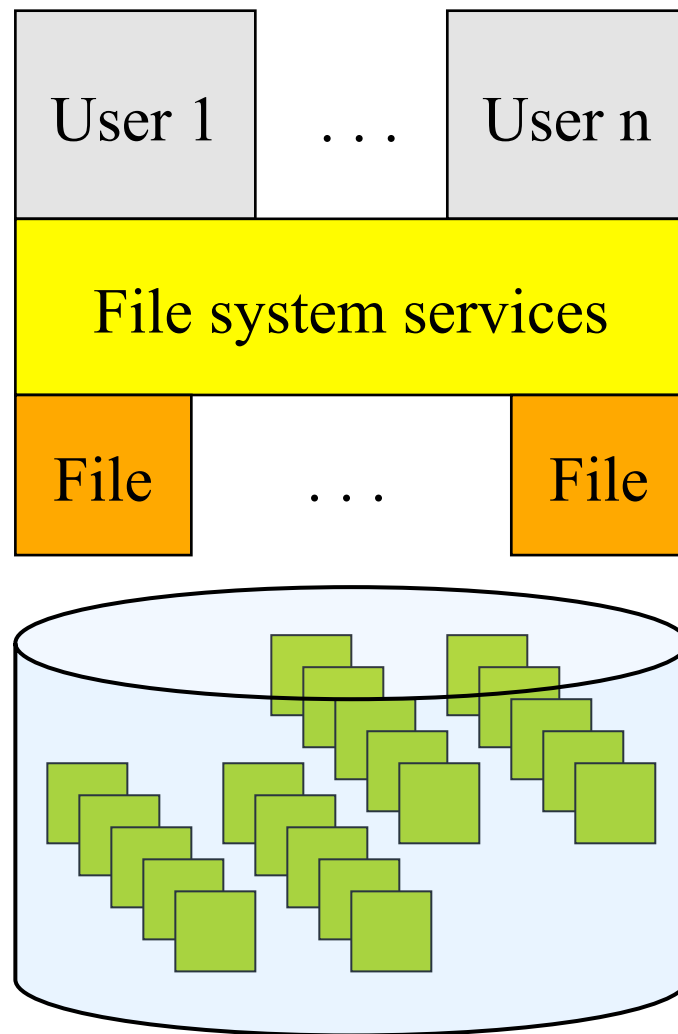 User 1 . . . User n
File system services
File . . . File